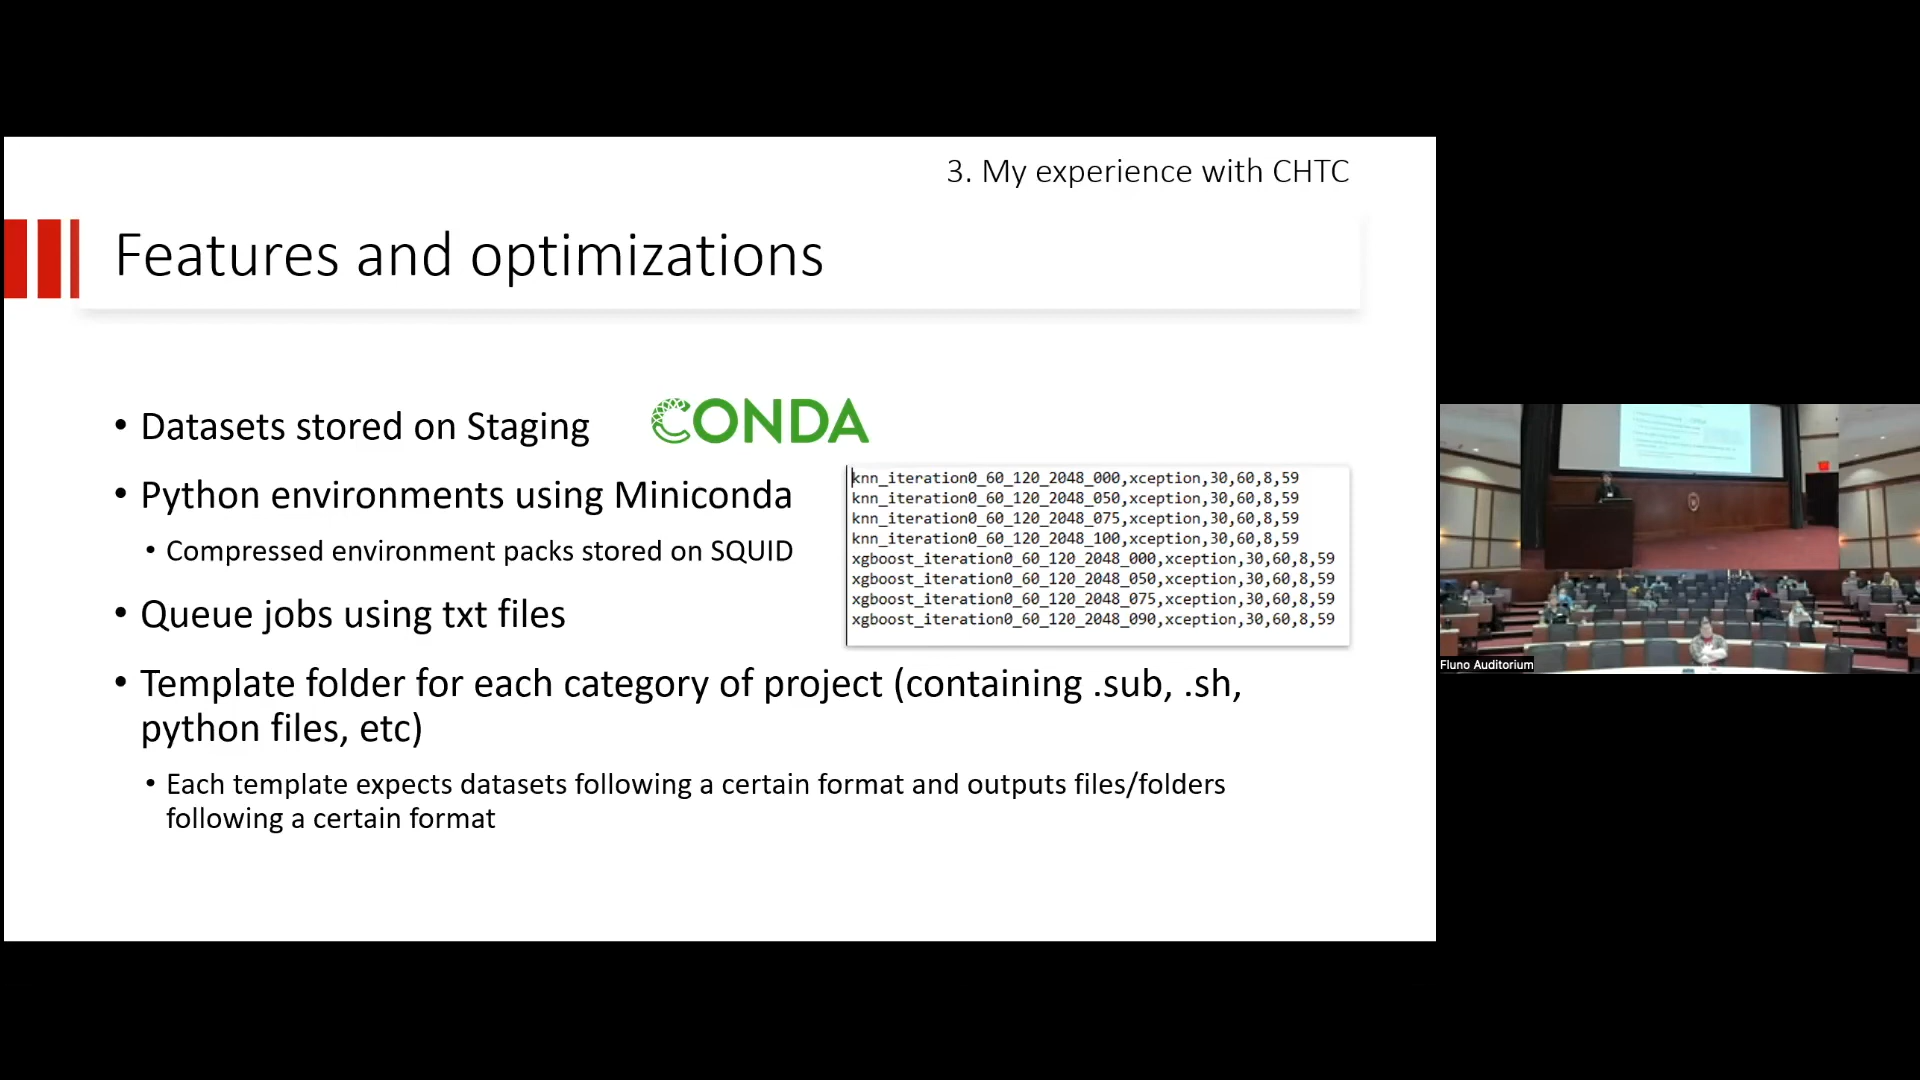 3. My experience with CHTC
Features and optimizations
• Datasets stored on Staging
CONDA
• Python environments using Miniconda
• Compressed environment packs stored on SQUID
• Queue jobs using txt files
knn_iteration0_60_120_2048_000,xception,30,60,8,59
knn_iteration0_60_120_2048_050,xception,30,60,8,59
knn_iteration0_60_120_2048_075,xception,30,60,8,59
knn_iteration0_60_120_2048_100,xception,30,60,8,59
xgboost_iteration0_60_120_2048_000,xception,30,60,8,59
xgboost_iteration0_60_120_2048_050,xception,30,60,8,59
xgboost_iteration0_60_120_2048_075,xception,30,60,8,59
xgboost_iteration0_60_120_2048_090,xception,30,60,8,59
• Template folder for each category of project (containing .sub, .sh,
python files, etc)
• Each template expects datasets following a certain format and outputs files/folders
following a certain format
Fluno Auditorium